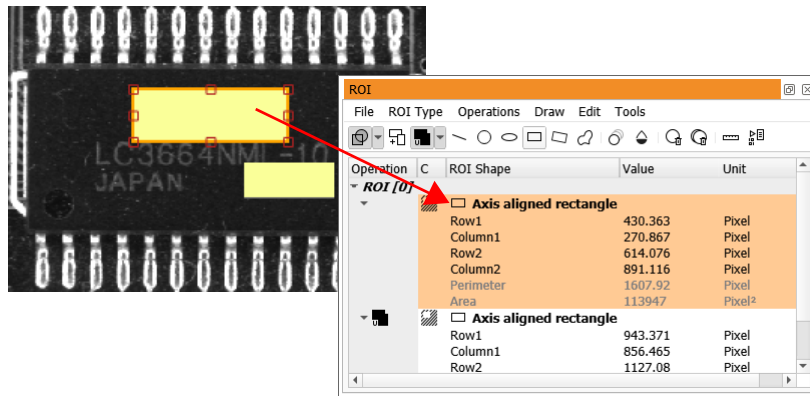 LC3664NML-10
JAPAN
ROI
File ROI Type Operations Draw Edit Tools
Operation C ROI Shape Value Unit
ROI [0]
Axis aligned rectangle
Row1 430.363 Pixel
Column1 270.867 Pixel
Row2 614.076 Pixel
Column2 891.116 Pixel
Perimeter 1607.92 Pixel
Area 113947 Pixel²
Axis aligned rectangle
Row1 943.371 Pixel
Column1 856.465 Pixel
Row2 1127.08 Pixel